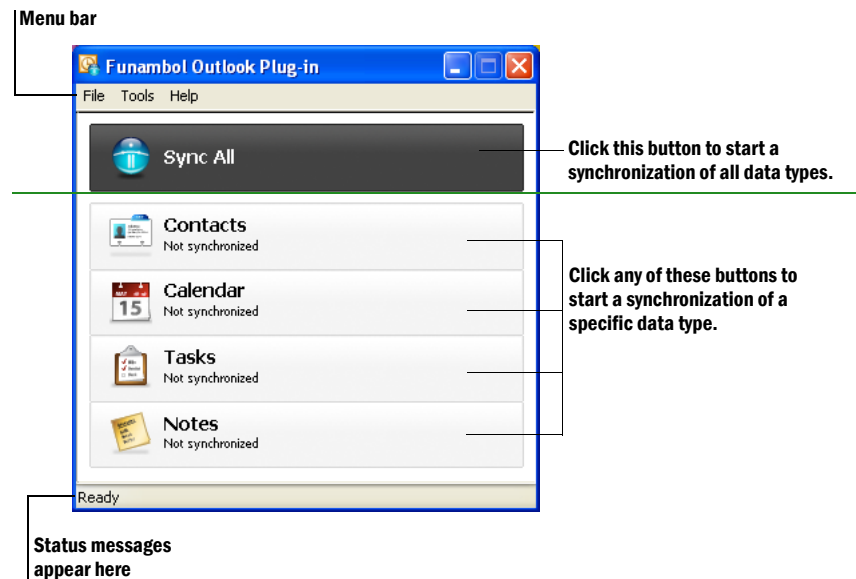 Menu bar
Funambol Outlook Plug-in
File Tools Help
Sync All
Click this button to start a
synchronization of all data types.
Contacts
Not synchronized
Calendar
Not synchronized
15
Tasks
Not synchronized
Notes
Not synchronized
Click any of these buttons to
start a synchronization of a
specific data type.
Ready
Status messages
appear here